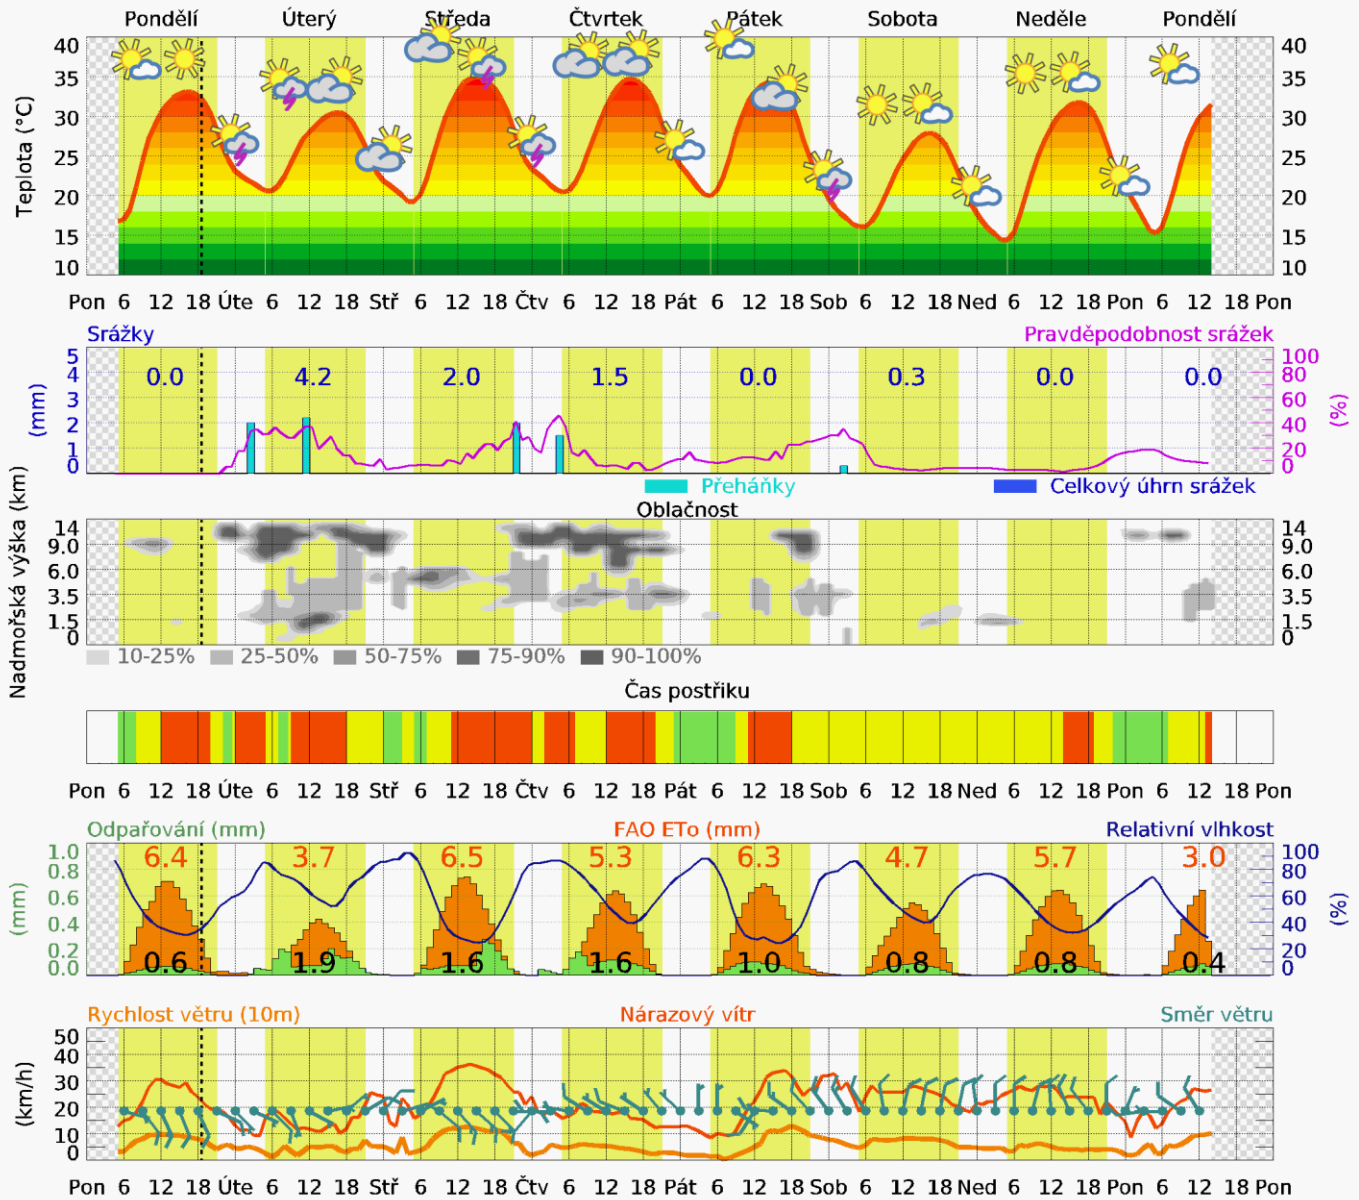 Pondělí Úterý Středa Čtvrtek Pátek Sobota Neděle Pondělí
Teplota (°C)
40 40
35 35
30 30
25 25
20 20
15 15
10 10
Pon 6 12 18 Úte 6 12 18 Stř 6 12 18 Čtv 6 12 18 Pát 6 12 18 Sob 6 12 18 Ned 6 12 18 Pon 6 12 18 Pon
Srážky Pravděpodobnost srážek
(mm) (%)
5 100
4 0.0 4.2 2.0 1.5 0.0 0.3 0.0 0.0 80
3 60
2 40
1 20
0 0
Přeháňky Celkový úhrn srážek
Oblačnost
Nadmořská výška (km)
14 14
9.0 9.0
6.0 6.0
3.5 3.5
1.5 1.5
0 0
10-25% 25-50% 50-75% 75-90% 90-100%
Čas postřiku
Pon 6 12 18 Úte 6 12 18 Stř 6 12 18 Čtv 6 12 18 Pát 6 12 18 Sob 6 12 18 Ned 6 12 18 Pon 6 12 18 Pon
Odpařování (mm) FAO ETo (mm) Relativní vlhkost
(mm) (%)
1.0 6.4 3.7 6.5 5.3 6.3 4.7 5.7 3.0 100
0.8 80
0.6 60
0.4 40
0.2 20
0.0 0.6 1.9 1.6 1.6 1.0 0.8 0.8 0.4 0
Rychlost větru (10m) Nárazový vítr Směr větru
(km/h)
50
40
30
20
10
0
Pon 6 12 18 Úte 6 12 18 Stř 6 12 18 Čtv 6 12 18 Pát 6 12 18 Sob 6 12 18 Ned 6 12 18 Pon 6 12 18 Pon